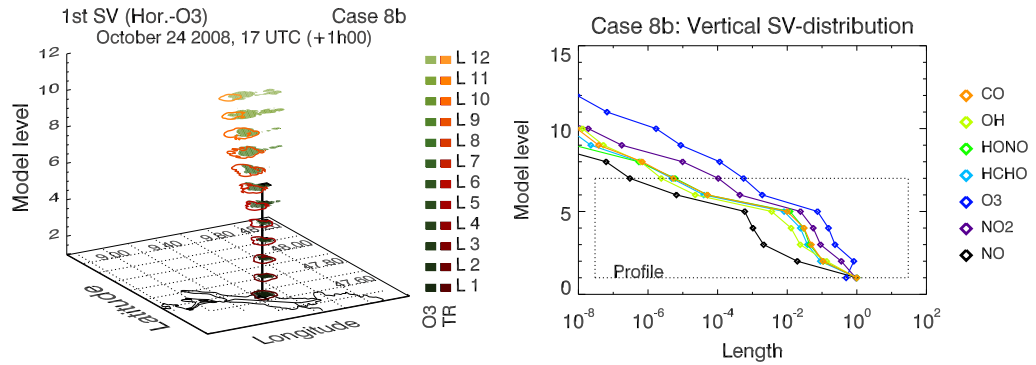 1st SV (Hor.-O3) Case 8b
October 24 2008, 17 UTC (+1h00)
12
10
8
6
4
2
Model level
9.00
9.40
9.80
48.00
47.60
Latitude
Longitude
L 12
L 11
L 10
L 9
L 8
L 7
L 6
L 5
L 4
L 3
L 2
L 1
O3
TR
Case 8b: Vertical SV-distribution
15
10
5
0
Model level
Profile
10^-8
10^-6
10^-4
10^-2
10^0
10^2
Length
CO
OH
HONO
HCHO
O3
NO2
NO